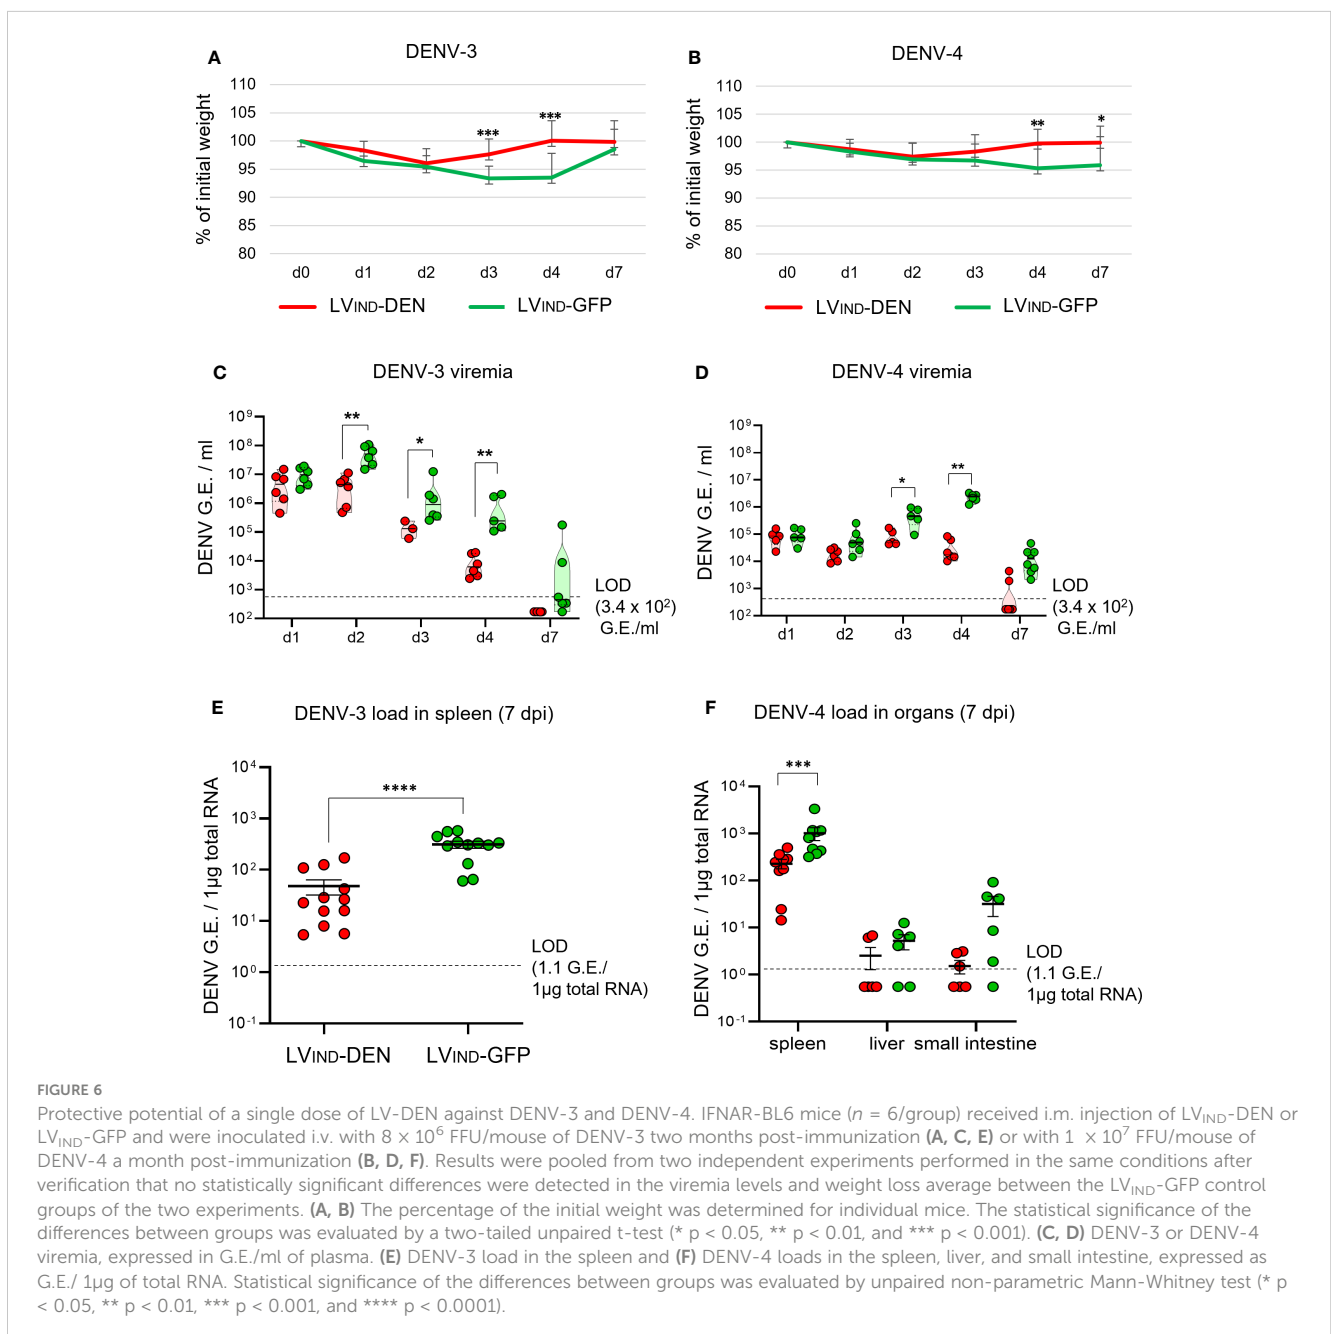 A
DENV-3
% of initial weight
110
105
100
95
90
85
80
***
***
d0 d1 d2 d3 d4 d7
LVIND-DEN LVIND-GFP
B
DENV-4
% of initial weight
110
105
100
95
90
85
80
**
*
d0 d1 d2 d3 d4 d7
LVIND-DEN LVIND-GFP
C
DENV-3 viremia
DENV G.E. / ml
10⁹
10⁸
10⁷
10⁶
10⁵
10⁴
10³
10²
**
*
**
d1 d2 d3 d4 d7
LOD
(3.4 x 10²)
G.E./ml
D
DENV-4 viremia
DENV G.E. / ml
10⁹
10⁸
10⁷
10⁶
10⁵
10⁴
10³
10²
*
**
d1 d2 d3 d4 d7
LOD
(3.4 x 10²)
G.E./ml
E
DENV-3 load in spleen (7 dpi)
DENV G.E. / 1µg total RNA
10⁴
10³
10²
10¹
10⁰
10⁻¹
****
LVIND-DEN LVIND-GFP
LOD
(1.1 G.E./
1µg total RNA)
F
DENV-4 load in organs (7 dpi)
DENV G.E. / 1µg total RNA
10⁴
10³
10²
10¹
10⁰
10⁻¹
***
spleen liver small intestine
LOD
(1.1 G.E./
1µg total RNA)
FIGURE 6
Protective potential of a single dose of LV-DEN against DENV-3 and DENV-4. IFNAR-BL6 mice (n = 6/group) received i.m. injection of LVIND-DEN or
LVIND-GFP and were inoculated i.v. with 8 × 10⁶ FFU/mouse of DENV-3 two months post-immunization (A, C, E) or with 1 × 10⁷ FFU/mouse of
DENV-4 a month post-immunization (B, D, F). Results were pooled from two independent experiments performed in the same conditions after
verification that no statistically significant differences were detected in the viremia levels and weight loss average between the LVIND-GFP control
groups of the two experiments. (A, B) The percentage of the initial weight was determined for individual mice. The statistical significance of the
differences between groups was evaluated by a two-tailed unpaired t-test (* p < 0.05, ** p < 0.01, and *** p < 0.001). (C, D) DENV-3 or DENV-4
viremia, expressed in G.E./ml of plasma. (E) DENV-3 load in the spleen and (F) DENV-4 loads in the spleen, liver, and small intestine, expressed as
G.E./ 1µg of total RNA. Statistical significance of the differences between groups was evaluated by unpaired non-parametric Mann-Whitney test (* p
< 0.05, ** p < 0.01, *** p < 0.001, and **** p < 0.0001).